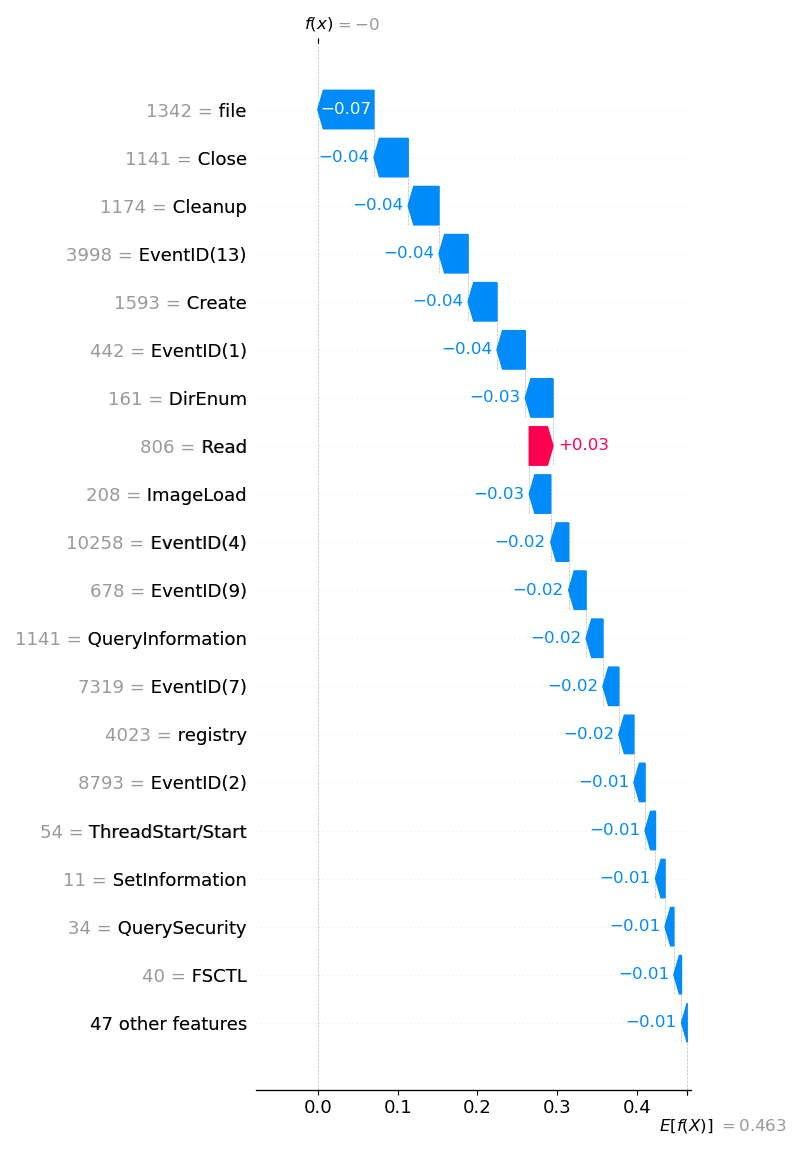 f(x) = −0
1342 = file −0.07
1141 = Close −0.04
1174 = Cleanup −0.04
3998 = EventID(13) −0.04
1593 = Create −0.04
442 = EventID(1) −0.04
161 = DirEnum −0.03
806 = Read +0.03
208 = ImageLoad −0.03
10258 = EventID(4) −0.02
678 = EventID(9) −0.02
1141 = QueryInformation −0.02
7319 = EventID(7) −0.02
4023 = registry −0.02
8793 = EventID(2) −0.01
54 = ThreadStart/Start −0.01
11 = SetInformation −0.01
34 = QuerySecurity −0.01
40 = FSCTL −0.01
47 other features −0.01
0.0 0.1 0.2 0.3 0.4
E[f(X)] = 0.463